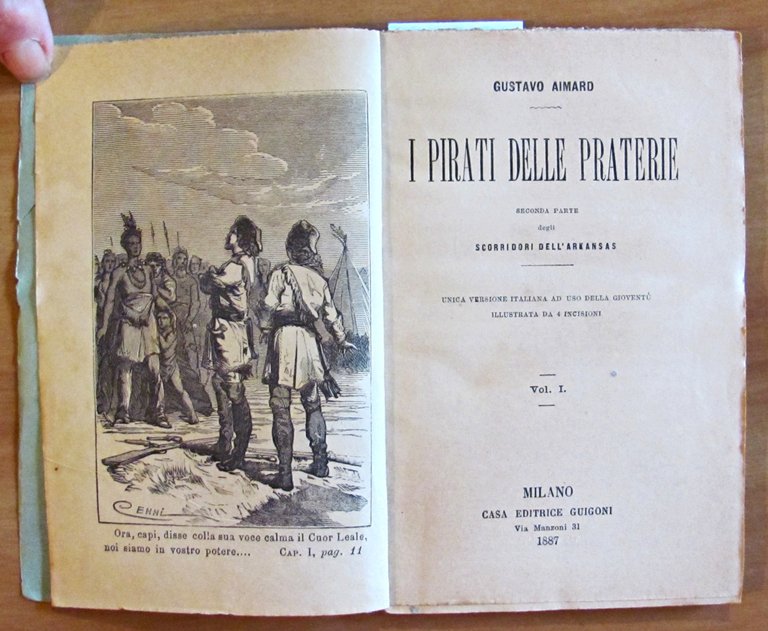 CENNI
Ora, capi, disse colla sua voce calma il Cuor Leale,
noi siamo in vostro potere.... CAP. I, pag. 11
GUSTAVO AIMARD
I PIRATI DELLE PRATERIE
SECONDA PARTE
degli
SCORRIDORI DELL'ARKANSAS
UNICA VERSIONE ITALIANA AD USO DELLA GIOVENTÙ
ILLUSTRATA DA 4 INCISIONI
Vol. I.
MILANO
CASA EDITRICE GUIGONI
Via Manzoni 31
1887